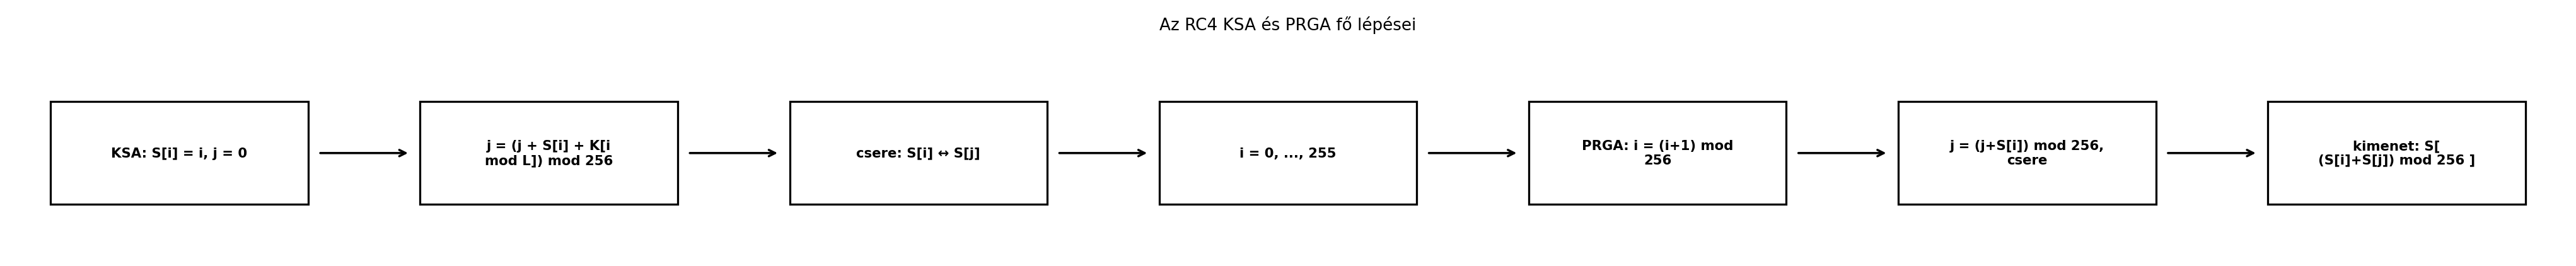 Az RC4 KSA és PRGA fő lépései
KSA: S[i] = i, j = 0
j = (j + S[i] + K[i
mod L]) mod 256
csere: S[i] ↔ S[j]
i = 0, ..., 255
PRGA: i = (i+1) mod
256
j = (j+S[i]) mod 256,
csere
kimenet: S[
(S[i]+S[j]) mod 256 ]